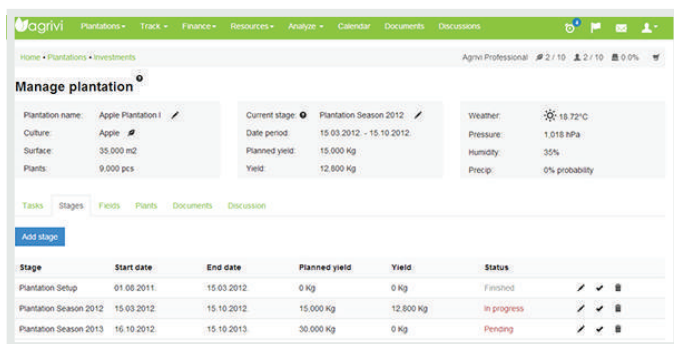 agrivi Plantations Track Finance Resources Analyze Calendar Documents Discussions 4
Home • Plantations • Investments Agrivi Professional 2 / 10 2 / 10 0.0%
Manage plantation
Plantation name: Apple Plantation I Current stage: Plantation Season 2012 Weather: 18.72°C
Culture: Apple Date period: 15.03.2012. - 15.10.2012. Pressure: 1,018 hPa
Surface: 35.000 m2 Planned yield: 15,000 Kg Humidity: 35%
Plants: 9,000 pcs Yield: 12,800 Kg Precip: 0% probability
Tasks Stages Fields Plants Documents Discussion
Add stage
Stage Start date End date Planned yield Yield Status
Plantation Setup 01.08.2011. 15.03.2012. 0 Kg 0 Kg Finished
Plantation Season 2012 15.03.2012. 15.10.2012. 15,000 Kg 12,800 Kg In progress
Plantation Season 2013 16.10.2012. 15.10.2013. 30,000 Kg 0 Kg Pending